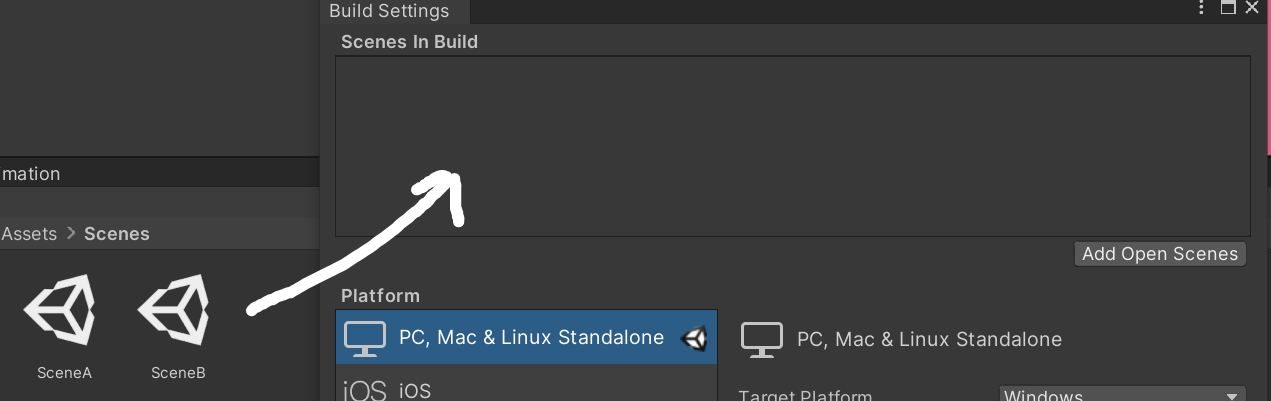 Build Settings
Scenes In Build
mation
Assets > Scenes
Add Open Scenes
SceneA
SceneB
Platform
PC, Mac & Linux Standalone
iOS iOS
PC, Mac & Linux Standalone
Target Platform
Windows